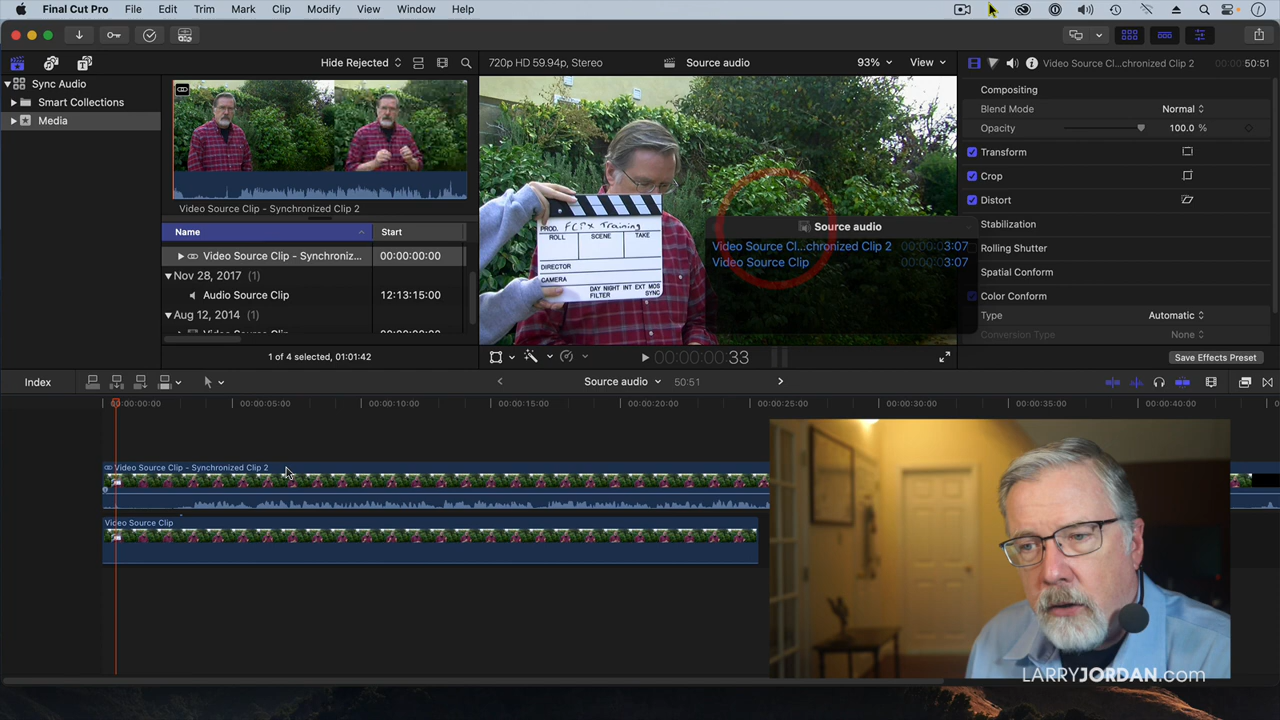 Final Cut Pro File Edit Trim Mark Clip Modify View Window Help
Hide Rejected
720p HD 59.94p, Stereo
Source audio
93%
View
Video Source Cl...chronized Clip 2
00:00:50:51
Sync Audio
Smart Collections
Media
Video Source Clip - Synchronized Clip 2
Name
Start
Video Source Clip - Synchroniz...
00:00:00:00
Nov 28, 2017 (1)
Audio Source Clip
12:13:15:00
Aug 12, 2014 (1)
1 of 4 selected, 01:01:42
PROD. FCPX Training
ROLL
SCENE
TAKE
DIRECTOR
CAMERA
DAY NIGHT INT EXT MOS
FILTER
SYNC
Source audio
Video Source Cl...chronized Clip 2
00:00:03:07
Video Source Clip
00:00:03:07
00:00:00:33
Compositing
Blend Mode
Normal
Opacity
100.0 %
Transform
Crop
Distort
Stabilization
Rolling Shutter
Spatial Conform
Color Conform
Type
Automatic
Conversion Type
None
Save Effects Preset
Index
Source audio
50:51
00:00:00:00
00:00:05:00
00:00:10:00
00:00:15:00
00:00:20:00
00:00:25:00
00:00:30:00
00:00:35:00
00:00:40:00
Video Source Clip - Synchronized Clip 2
Video Source Clip
LARRYJORDAN.com